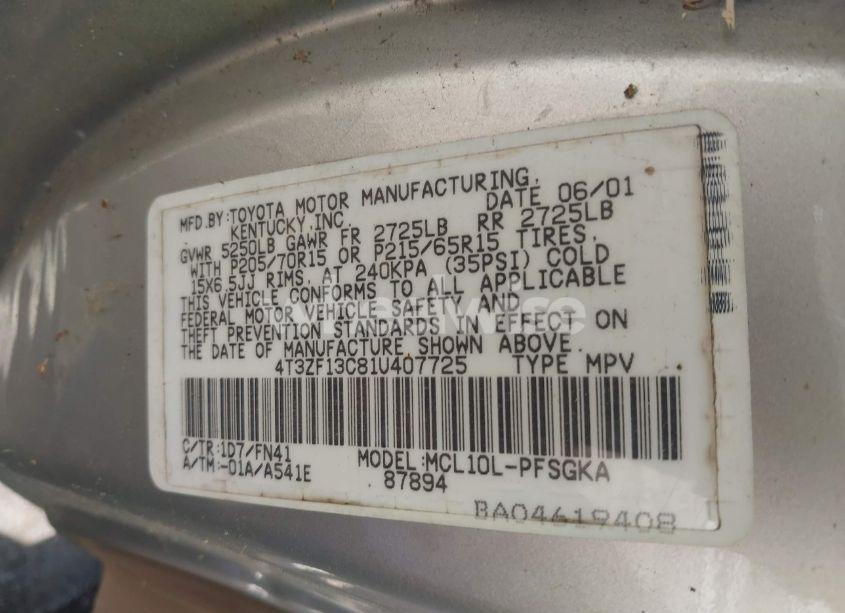 MFD.BY:TOYOTA MOTOR MANUFACTURING,
KENTUCKY,INC. DATE 06/01
GVWR 5250LB GAWR FR 2725LB RR 2725LB
WITH P205/70R15 OR P215/65R15 TIRES,
15X6.5JJ RIMS, AT 240KPA (35PSI) COLD
THIS VEHICLE CONFORMS TO ALL APPLICABLE
FEDERAL MOTOR VEHICLE SAFETY AND
THEFT PREVENTION STANDARDS IN EFFECT ON
THE DATE OF MANUFACTURE SHOWN ABOVE.
4T3ZF13C81U407725 TYPE MPV
C/TR:1D7/FN41 MODEL:MCL10L-PFSGKA
A/TM:-01A/A541E 87894
BA04619408